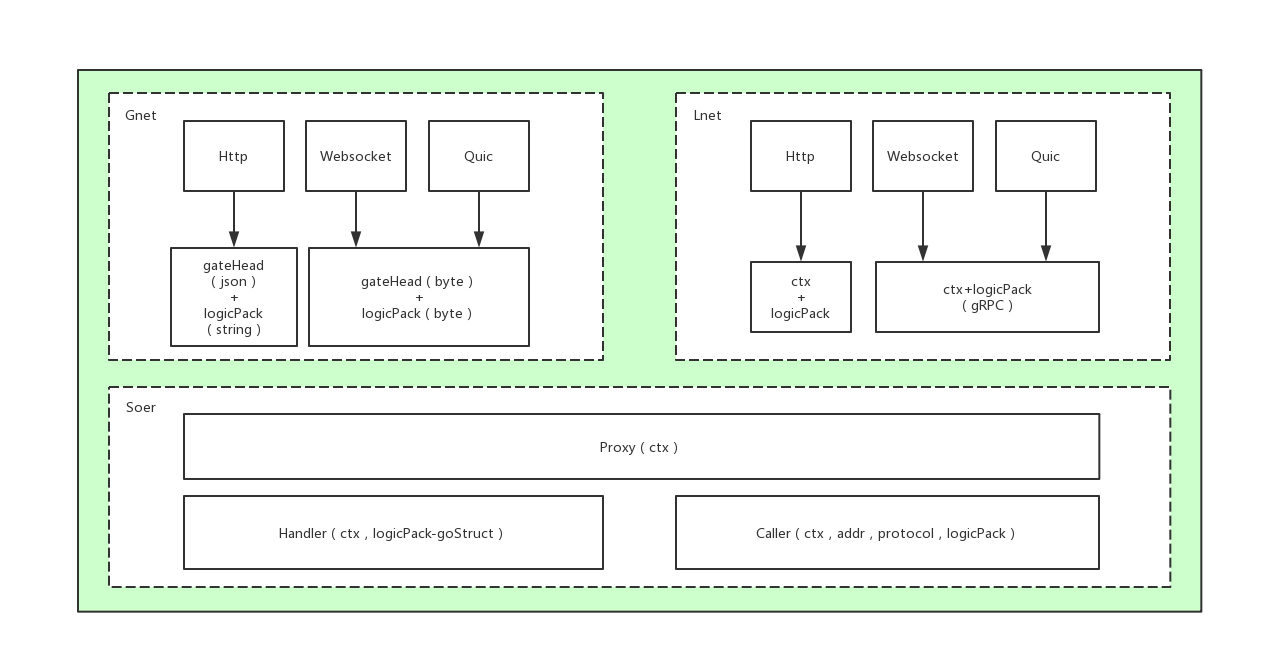 Gnet
Http
Websocket
Quic
gateHead
( json )
+
logicPack
( string )
gateHead ( byte )
+
logicPack ( byte )
Lnet
Http
Websocket
Quic
ctx
+
logicPack
ctx+logicPack
( gRPC )
Soer
Proxy ( ctx )
Handler ( ctx , logicPack-goStruct )
Caller ( ctx , addr , protocol , logicPack )